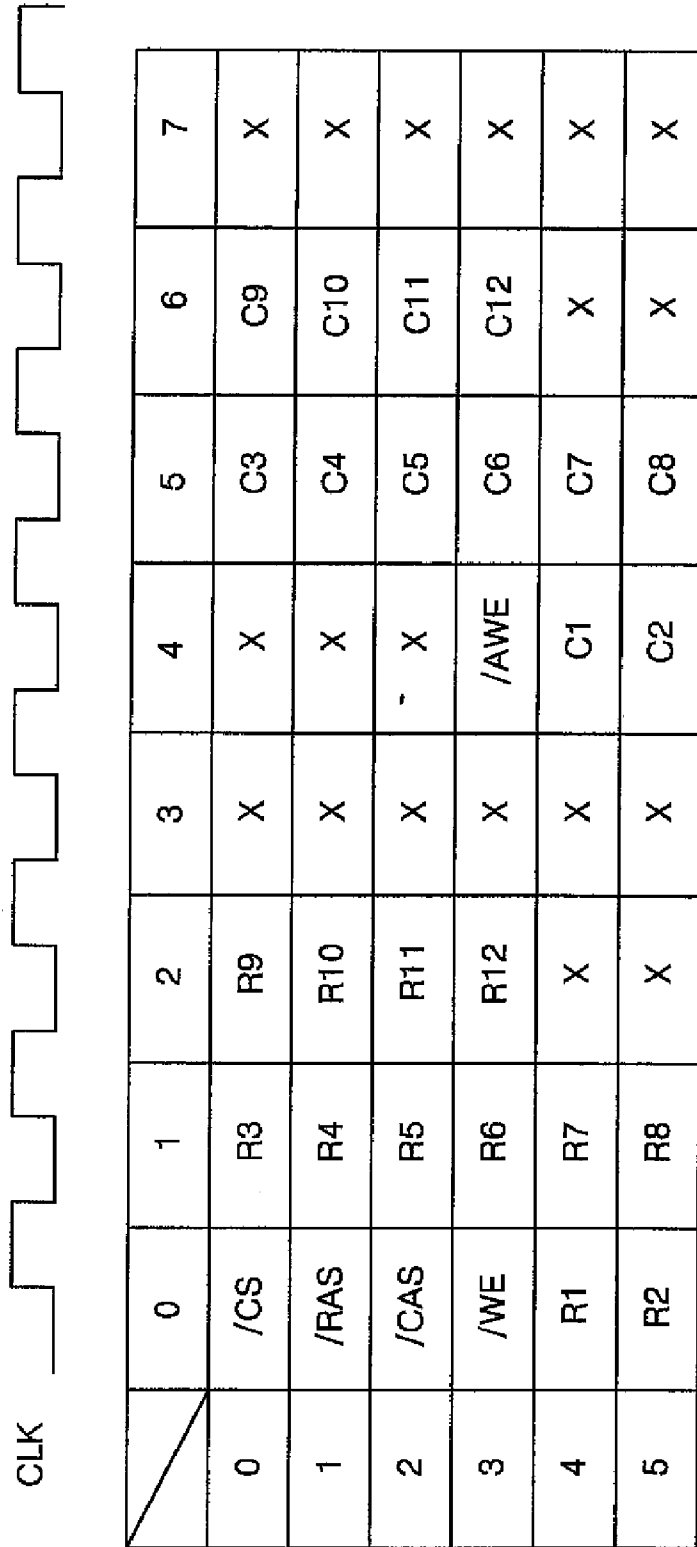 CLK
0 1 2 3 4 5 6 7
0 /CS R3 R9 X X C3 C9 X
1 /RAS R4 R10 X X C4 C10 X
2 /CAS R5 R11 X X C5 C11 X
3 /WE R6 R12 X /AWE C6 C12 X
4 R1 R7 X X C1 C7 X X
5 R2 R8 X X C2 C8 X X